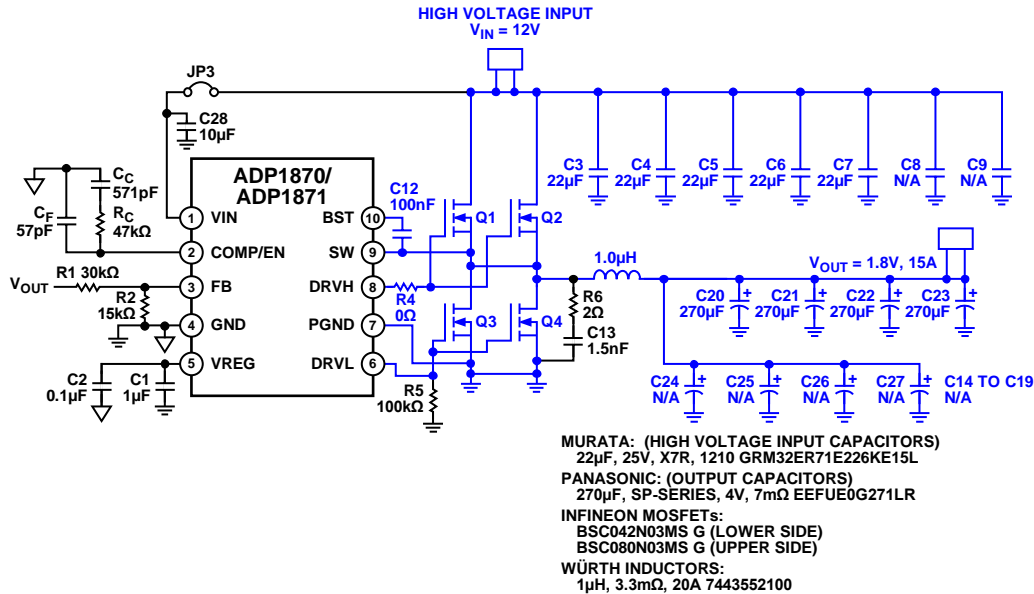 HIGH VOLTAGE INPUT
VIN = 12V
JP3
C28
10µF
C3
22µF
C4
22µF
C5
22µF
C6
22µF
C7
22µF
C8
N/A
C9
N/A
CC
571pF
CF
57pF
RC
47kΩ
ADP1870/
ADP1871
C12
100nF
1 VIN
BST 10
Q1
Q2
2 COMP/EN
SW 9
VOUT
R1 30kΩ
3 FB
DRVH 8
R4
0Ω
1.0µH
VOUT = 1.8V, 15A
R2
15kΩ
4 GND
PGND 7
Q3
Q4
R6
2Ω
C13
1.5nF
C20
270µF
+
C21
270µF
+
C22
270µF
+
C23
270µF
+
5 VREG
DRVL 6
C2
0.1µF
C1
1µF
R5
100kΩ
C24
N/A
+
C25
N/A
+
C26
N/A
+
C27
N/A
+
C14 TO C19
N/A
MURATA: (HIGH VOLTAGE INPUT CAPACITORS)
22µF, 25V, X7R, 1210 GRM32ER71E226KE15L
PANASONIC: (OUTPUT CAPACITORS)
270µF, SP-SERIES, 4V, 7mΩ EEFUE0G271LR
INFINEON MOSFETs:
BSC042N03MS G (LOWER SIDE)
BSC080N03MS G (UPPER SIDE)
WÜRTH INDUCTORS:
1µH, 3.3mΩ, 20A 7443552100